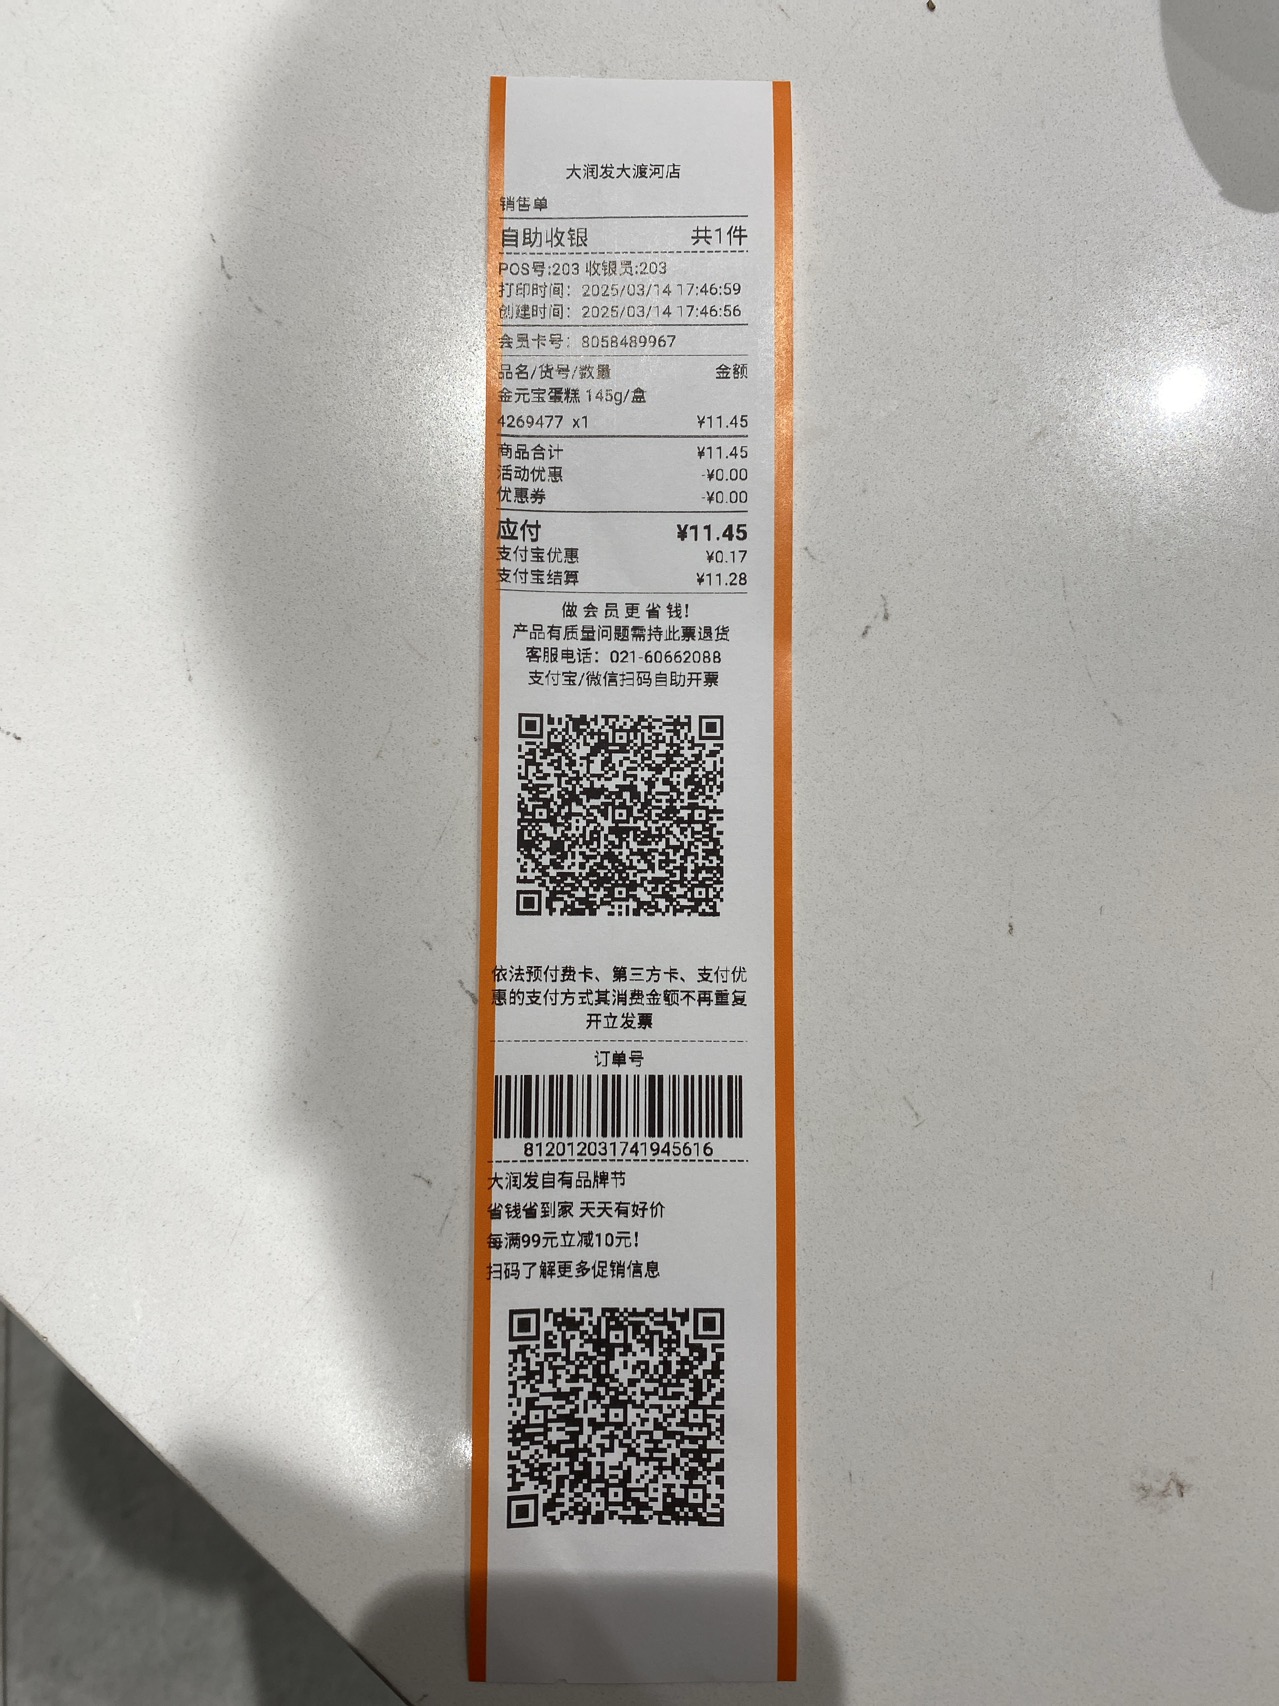 大润发大渡河店
销售单
自助收银 共1件
POS号:203 收银员:203
打印时间: 2025/03/14 17:46:59
创建时间: 2025/03/14 17:46:56
会员卡号: 8058489967
品名/货号/数量 金额
金元宝蛋糕 145g/盒
4269477 x1 ¥11.45
商品合计 ¥11.45
活动优惠 -¥0.00
优惠券 -¥0.00
应付 ¥11.45
支付宝优惠 ¥0.17
支付宝结算 ¥11.28
做会员更省钱!
产品有质量问题需持此票退货
客服电话: 021-60662088
支付宝/微信扫码自助开票
依法预付费卡、第三方卡、支付优
惠的支付方式其消费金额不再重复
开立发票
订单号
812012031741945616
大润发自有品牌节
省钱省到家 天天有好价
每满99元立减10元!
扫码了解更多促销信息